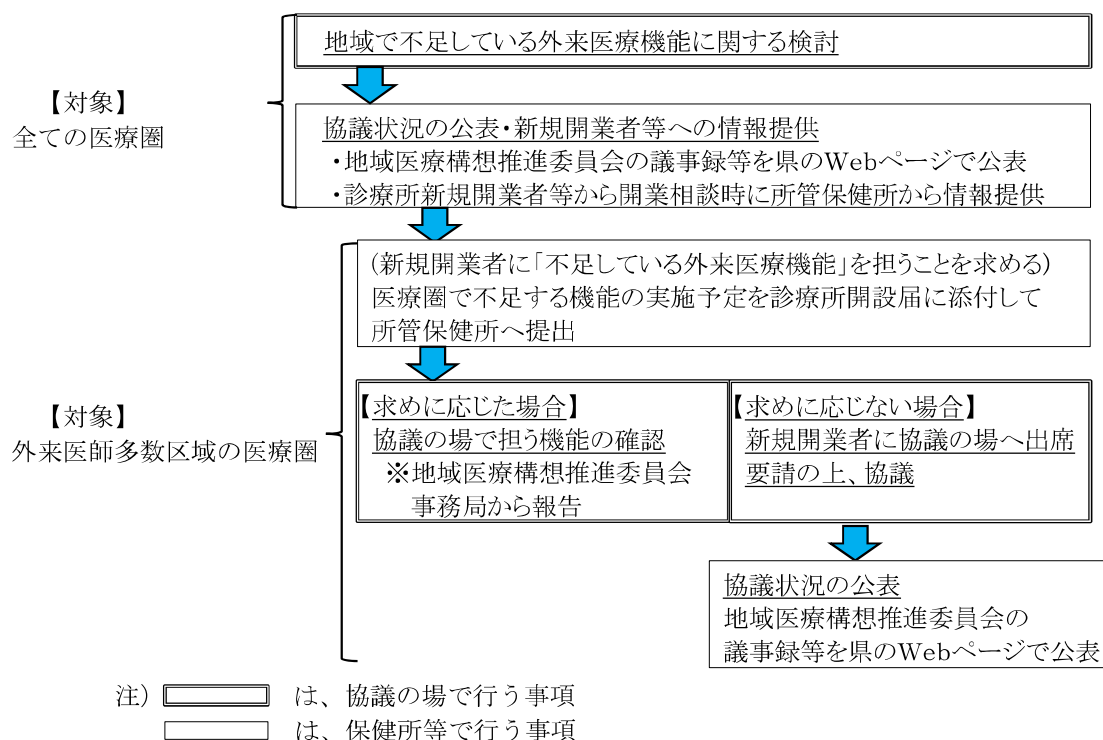 地域で不足している外来医療機能に関する検討
【対象】
全ての医療圏
協議状況の公表・新規開業者等への情報提供
・地域医療構想推進委員会の議事録等を県のWebページで公表
・診療所新規開業者等から開業相談時に所管保健所から情報提供
(新規開業者に「不足している外来医療機能」を担うことを求める)
医療圏で不足する機能の実施予定を診療所開設届に添付して
所管保健所へ提出
【対象】
外来医師多数区域の医療圏
【求めに応じた場合】
協議の場で担う機能の確認
※地域医療構想推進委員会
事務局から報告
【求めに応じない場合】
新規開業者に協議の場へ出席
要請の上、協議
協議状況の公表
地域医療構想推進委員会の
議事録等を県のWebページで公表
注) は、協議の場で行う事項
は、保健所等で行う事項